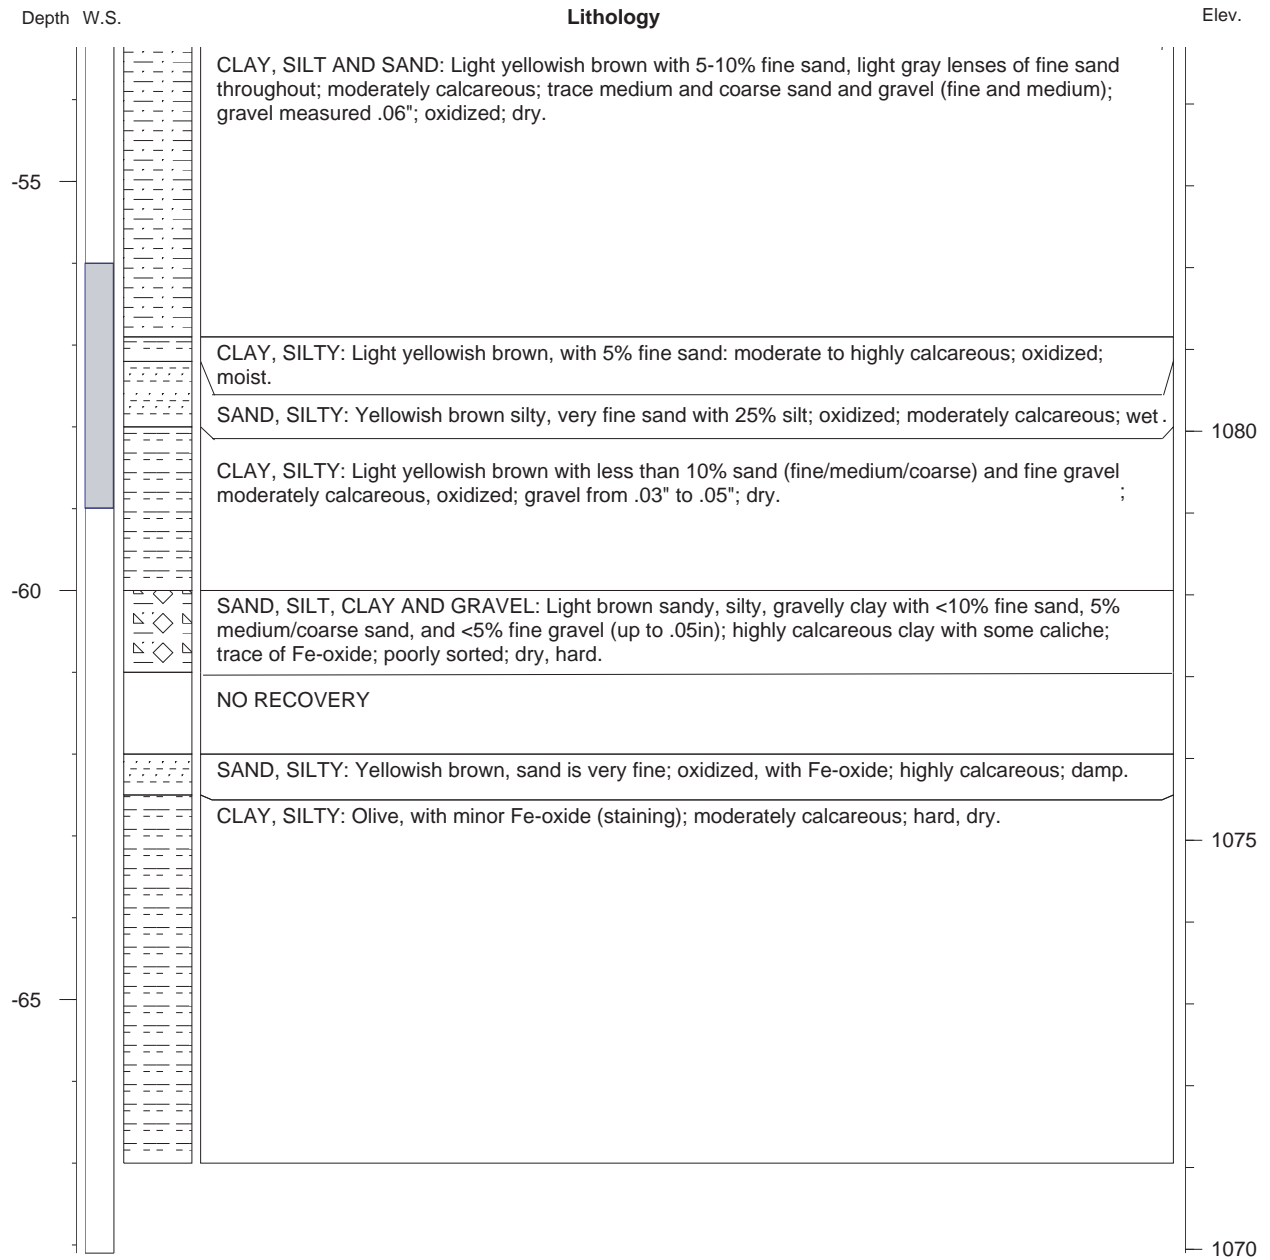 Depth W.S. Lithology Elev.
CLAY, SILT AND SAND: Light yellowish brown with 5-10% fine sand, light gray lenses of fine sand
throughout; moderately calcareous; trace medium and coarse sand and gravel (fine and medium);
gravel measured .06"; oxidized; dry.
-55
CLAY, SILTY: Light yellowish brown, with 5% fine sand: moderate to highly calcareous; oxidized;
moist.
SAND, SILTY: Yellowish brown silty, very fine sand with 25% silt; oxidized; moderately calcareous; wet.
1080
CLAY, SILTY: Light yellowish brown with less than 10% sand (fine/medium/coarse) and fine gravel
moderately calcareous, oxidized; gravel from .03" to .05"; dry. ;
-60
SAND, SILT, CLAY AND GRAVEL: Light brown sandy, silty, gravelly clay with <10% fine sand, 5%
medium/coarse sand, and <5% fine gravel (up to .05in); highly calcareous clay with some caliche;
trace of Fe-oxide; poorly sorted; dry, hard.
NO RECOVERY
SAND, SILTY: Yellowish brown, sand is very fine; oxidized, with Fe-oxide; highly calcareous; damp.
CLAY, SILTY: Olive, with minor Fe-oxide (staining); moderately calcareous; hard, dry.
1075
-65
1070